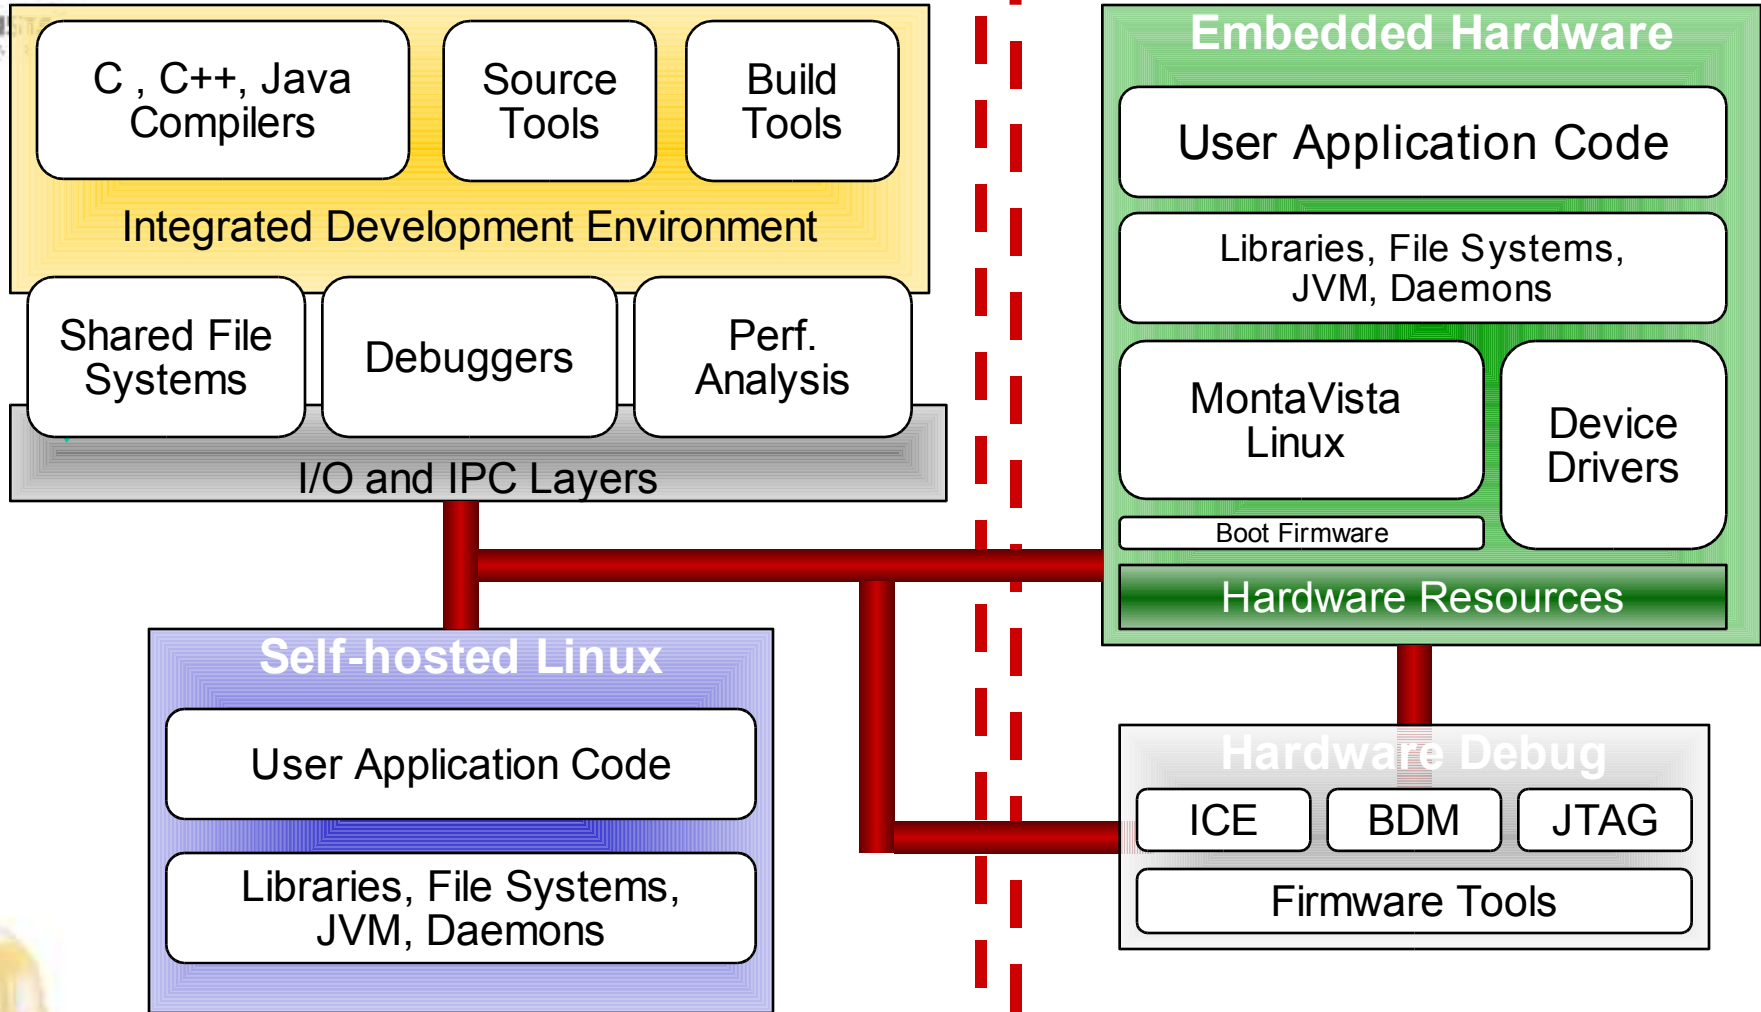 C , C++, Java
Compilers
Source
Tools
Build
Tools
Integrated Development Environment
Shared File
Systems
Debuggers
Perf.
Analysis
I/O and IPC Layers
Self-hosted Linux
User Application Code
Libraries, File Systems,
JVM, Daemons
Embedded Hardware
User Application Code
Libraries, File Systems,
JVM, Daemons
MontaVista
Linux
Device
Drivers
Boot Firmware
Hardware Resources
Hardware Debug
ICE
BDM
JTAG
Firmware Tools